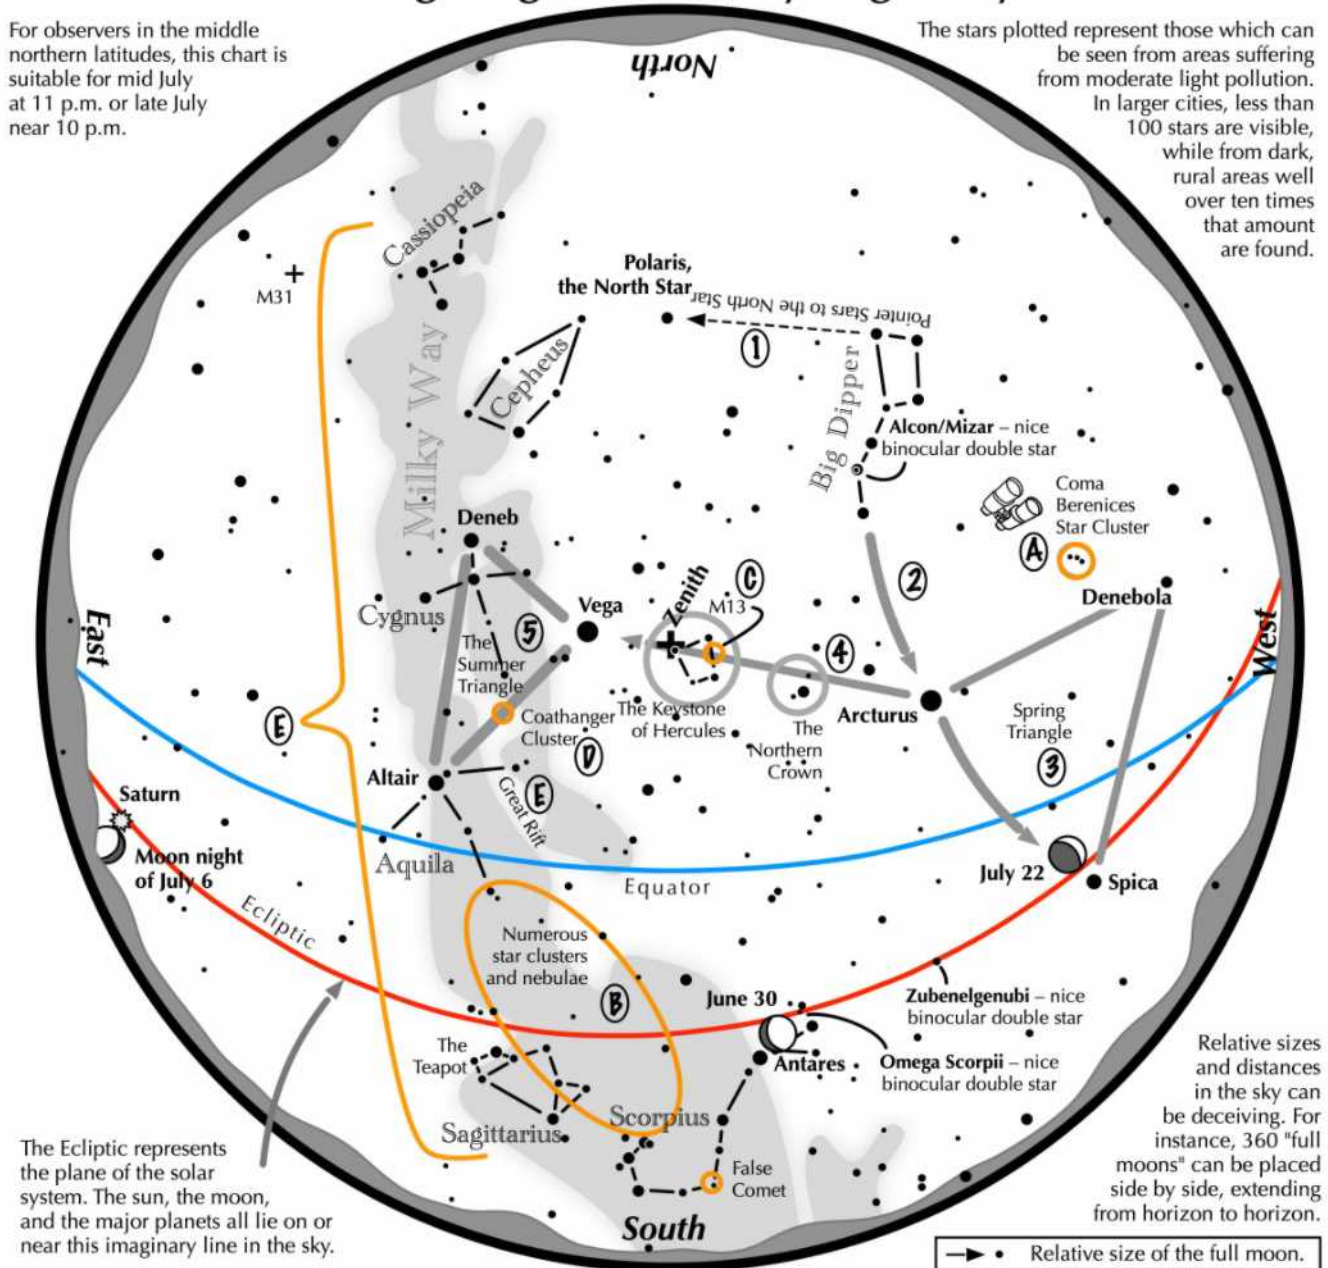 For observers in the middle
northern latitudes, this chart is
suitable for mid July
at 11 p.m. or late July
near 10 p.m.
The stars plotted represent those which can
be seen from areas suffering
from moderate light pollution.
In larger cities, less than
100 stars are visible,
while from dark,
rural areas well
over ten times
that amount
are found.
North
Cassiopeia
M31
Polaris,
the North Star
Pointer Stars to the North Star
1
Milky Way
Cepheus
Big Dipper
Alcon/Mizar – nice
binocular double star
Coma
Berenices
Star Cluster
A
Deneb
Cygnus
Vega
5
The
Summer
Triangle
Zenith
C
M13
2
Denebola
East
West
4
E
Coathanger
Cluster
D
The Keystone
of Hercules
The
Northern
Crown
Arcturus
Spring
Triangle
3
Altair
E
Great Rift
Saturn
Moon night
of July 6
Aquila
Equator
July 22
Spica
Ecliptic
Numerous
star clusters
and nebulae
B
June 30
Zubenelgenubi – nice
binocular double star
The
Teapot
Antares
Omega Scorpii – nice
binocular double star
Sagittarius
Scorpius
False
Comet
South
The Ecliptic represents
the plane of the solar
system. The sun, the moon,
and the major planets all lie on or
near this imaginary line in the sky.
Relative sizes
and distances
in the sky can
be deceiving. For
instance, 360 "full
moons" can be placed
side by side, extending
from horizon to horizon.
Relative size of the full moon.